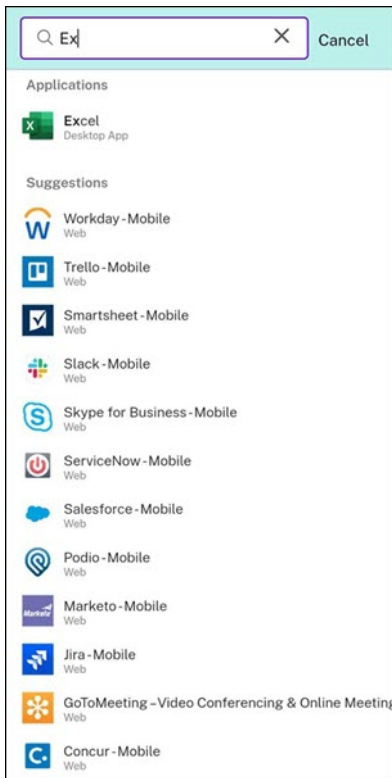 Ex
Cancel
Applications
Excel
Desktop App
Suggestions
Workday - Mobile
Web
Trello - Mobile
Web
Smartsheet - Mobile
Web
Slack - Mobile
Web
Skype for Business - Mobile
Web
ServiceNow - Mobile
Web
Salesforce - Mobile
Web
Podio - Mobile
Web
Marketo
Marketo - Mobile
Web
Jira - Mobile
Web
GoToMeeting – Video Conferencing & Online Meeting
Web
Concur - Mobile
Web